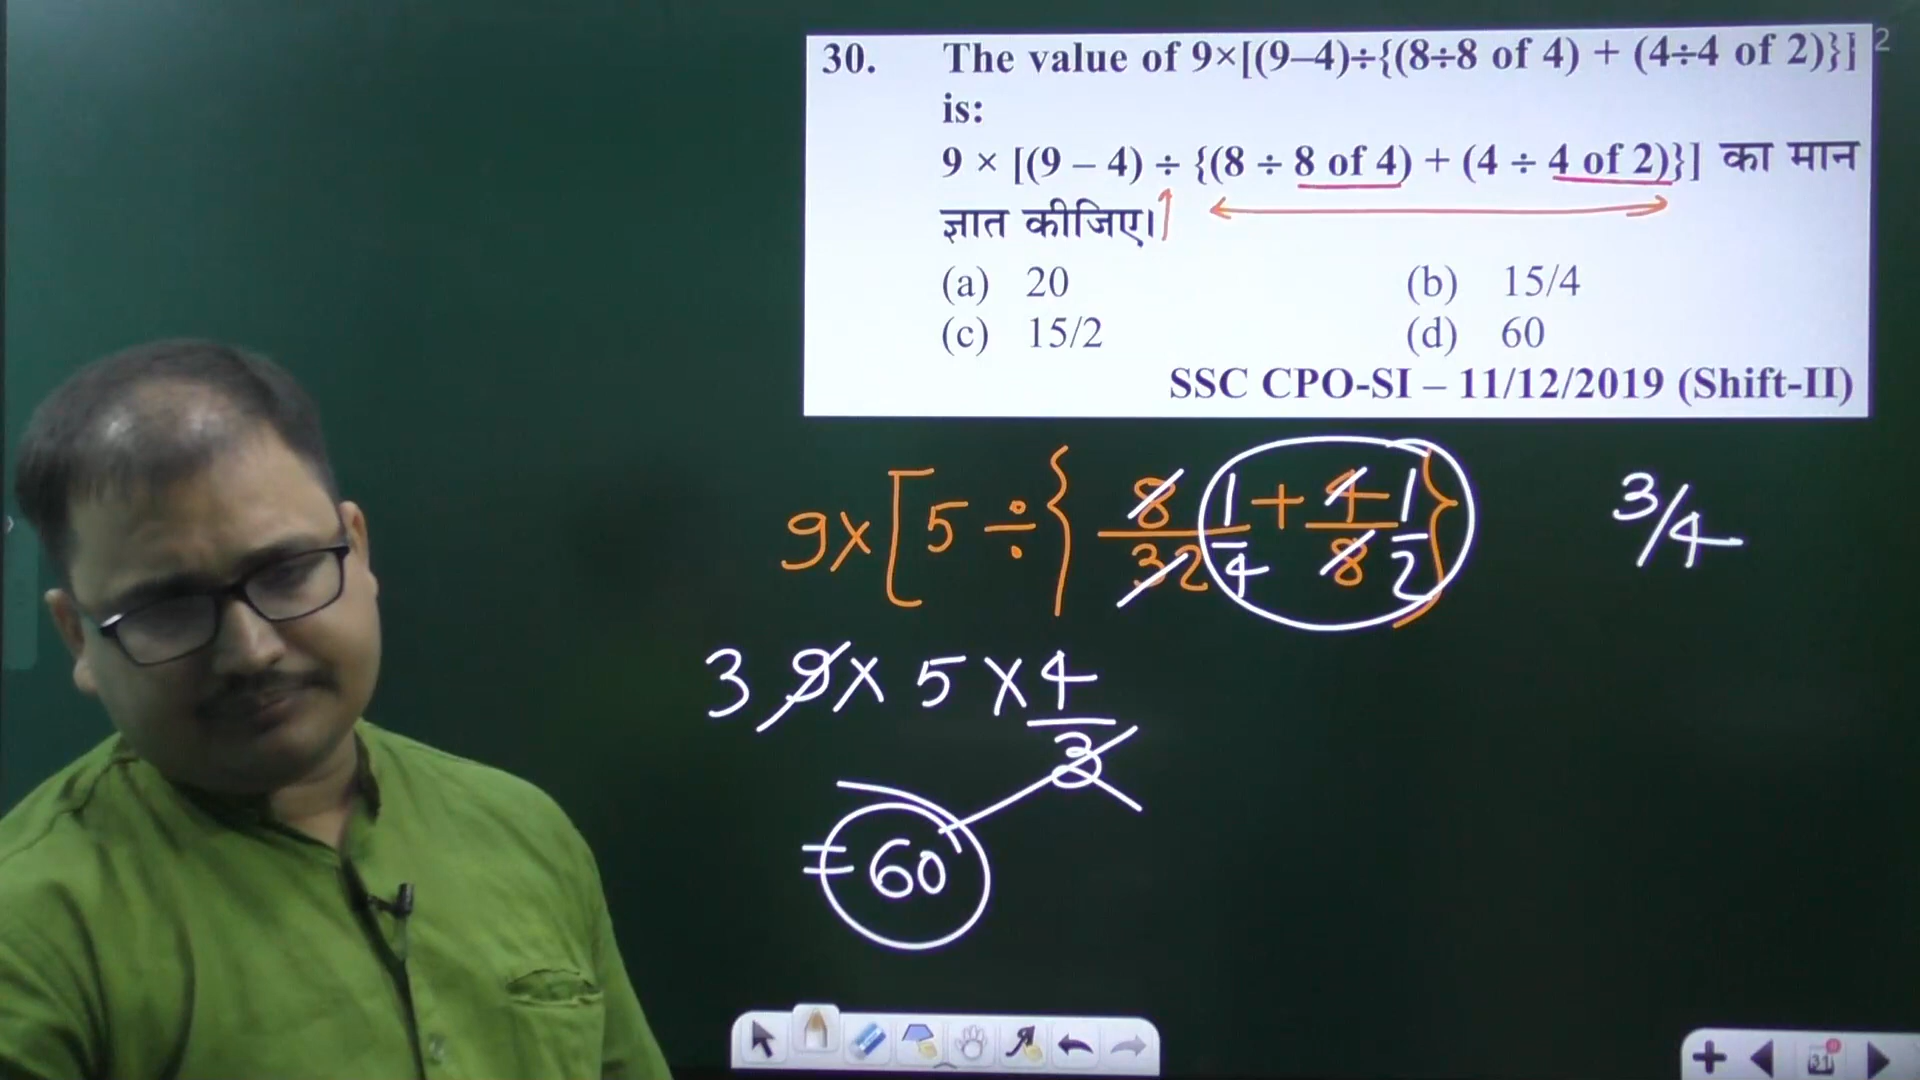 30. The value of 9×[(9–4)÷{(8÷8 of 4) + (4÷4 of 2)}]
is:
9 × [(9 – 4) ÷ {(8 ÷ 8 of 4) + (4 ÷ 4 of 2)}] का मान
ज्ञात कीजिए।
(a) 20 (b) 15/4
(c) 15/2 (d) 60
SSC CPO-SI – 11/12/2019 (Shift-II)
2
9×[5÷{8/32 1/4 + 4/8 1/2}
3/4
3 9× 5 × 4/3
= 60
31